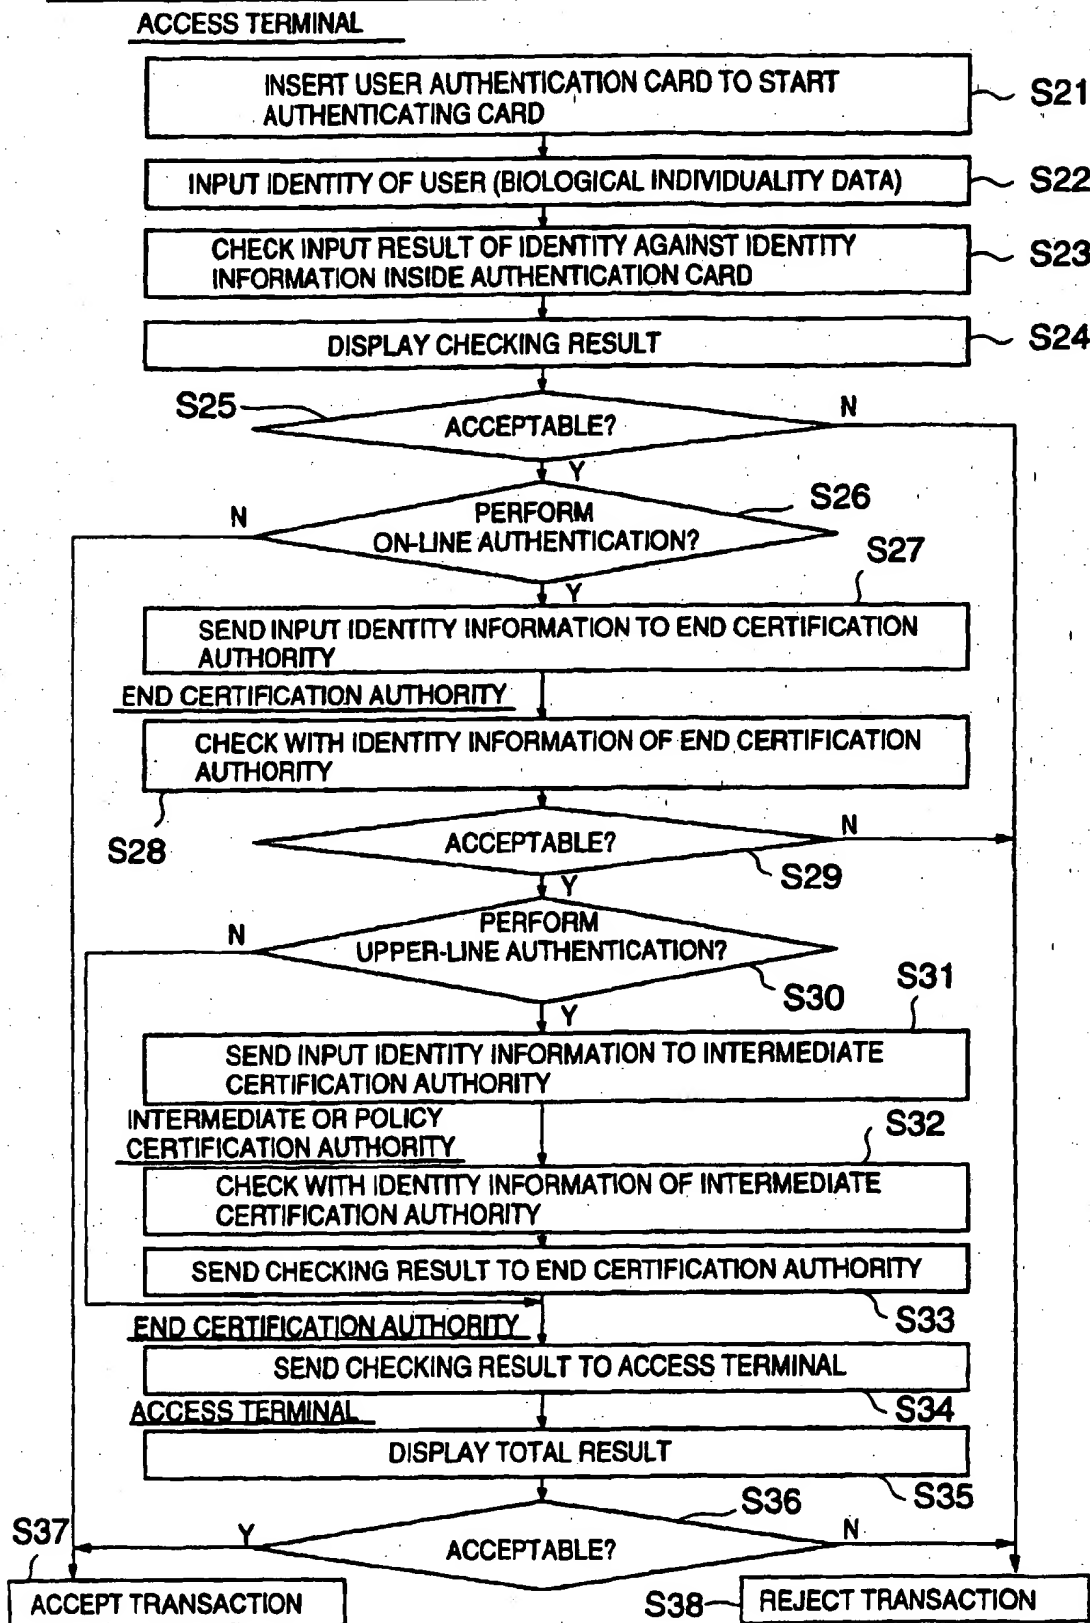 ACCESS TERMINAL
INSERT USER AUTHENTICATION CARD TO START
AUTHENTICATING CARD
S21
INPUT IDENTITY OF USER (BIOLOGICAL INDIVIDUALITY DATA)
S22
CHECK INPUT RESULT OF IDENTITY AGAINST IDENTITY
INFORMATION INSIDE AUTHENTICATION CARD
S23
DISPLAY CHECKING RESULT
S24
S25
ACCEPTABLE?
N
Y
S26
N
PERFORM
ON-LINE AUTHENTICATION?
Y
S27
SEND INPUT IDENTITY INFORMATION TO END CERTIFICATION
AUTHORITY
END CERTIFICATION AUTHORITY
CHECK WITH IDENTITY INFORMATION OF END CERTIFICATION
AUTHORITY
S28
ACCEPTABLE?
N
S29
Y
N
PERFORM
UPPER-LINE AUTHENTICATION?
S30
Y
S31
SEND INPUT IDENTITY INFORMATION TO INTERMEDIATE
CERTIFICATION AUTHORITY
INTERMEDIATE OR POLICY
CERTIFICATION AUTHORITY
S32
CHECK WITH IDENTITY INFORMATION OF INTERMEDIATE
CERTIFICATION AUTHORITY
SEND CHECKING RESULT TO END CERTIFICATION AUTHORITY
S33
END CERTIFICATION AUTHORITY
SEND CHECKING RESULT TO ACCESS TERMINAL
S34
ACCESS TERMINAL
DISPLAY TOTAL RESULT
S35
S36
S37
Y
ACCEPTABLE?
N
ACCEPT TRANSACTION
S38
REJECT TRANSACTION